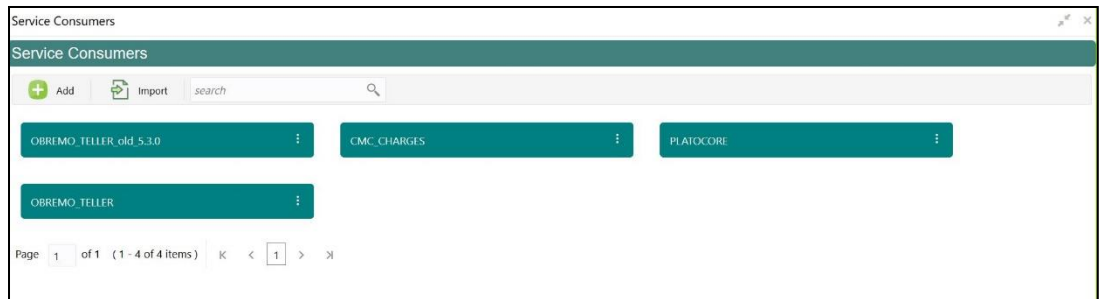 Service Consumers
Service Consumers
Add Import search
OBREMO_TELLER_old_5.3.0 CMC_CHARGES PLATOCORE
OBREMO_TELLER
Page 1 of 1 (1 - 4 of 4 items) 1